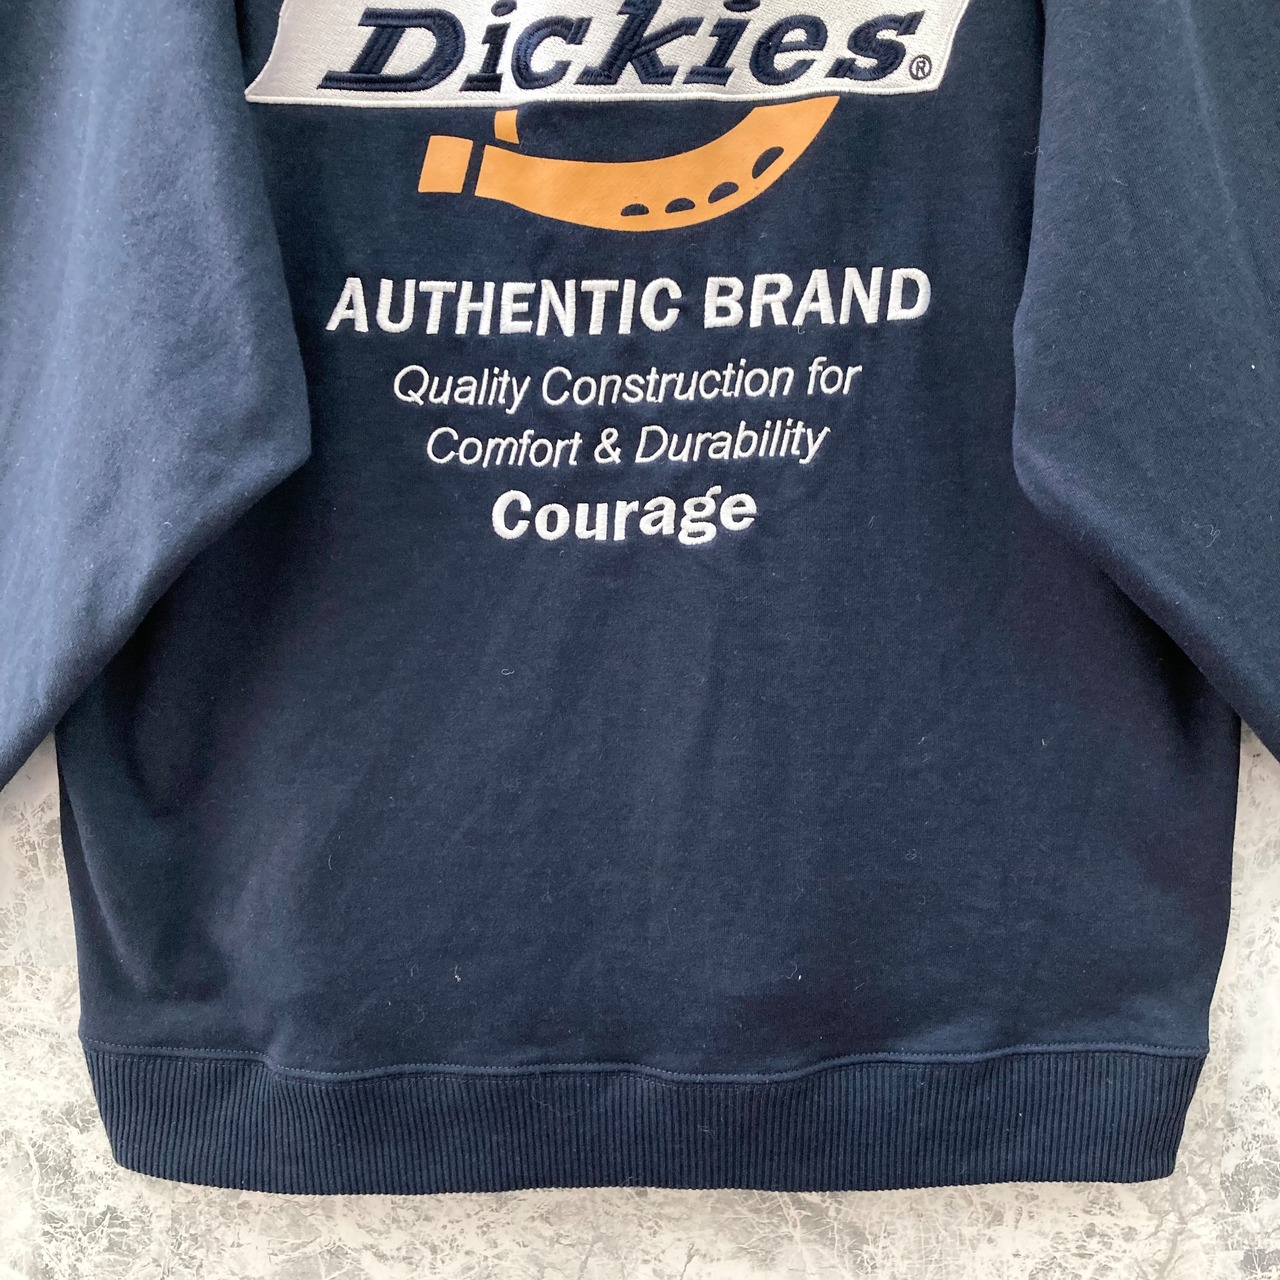 Dickies®
AUTHENTIC BRAND
Quality Construction for
Comfort & Durability
Courage